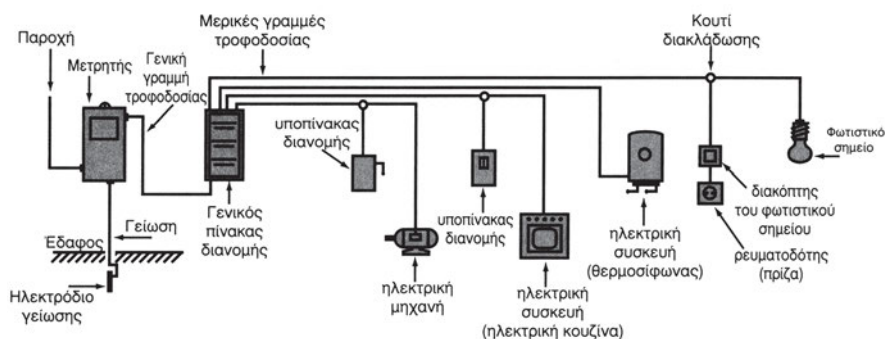 Παροχή
Μετρητής
Γενική
γραμμή
τροφοδοσίας
Μερικές γραμμές
τροφοδοσίας
Κουτί
διακλάδωσης
υποπίνακας
διανομής
Φωτιστικό
σημείο
Γείωση
Έδαφος
Ηλεκτρόδιο
γείωσης
Γενικός
πίνακας
διανομής
ηλεκτρική
μηχανή
υποπίνακας
διανομής
ηλεκτρική
συσκευή
(ηλεκτρική κουζίνα)
ηλεκτρική
συσκευή
(θερμοσίφωνας)
διακόπτης
του φωτιστικού
σημείου
ρευματοδότης
(πρίζα)